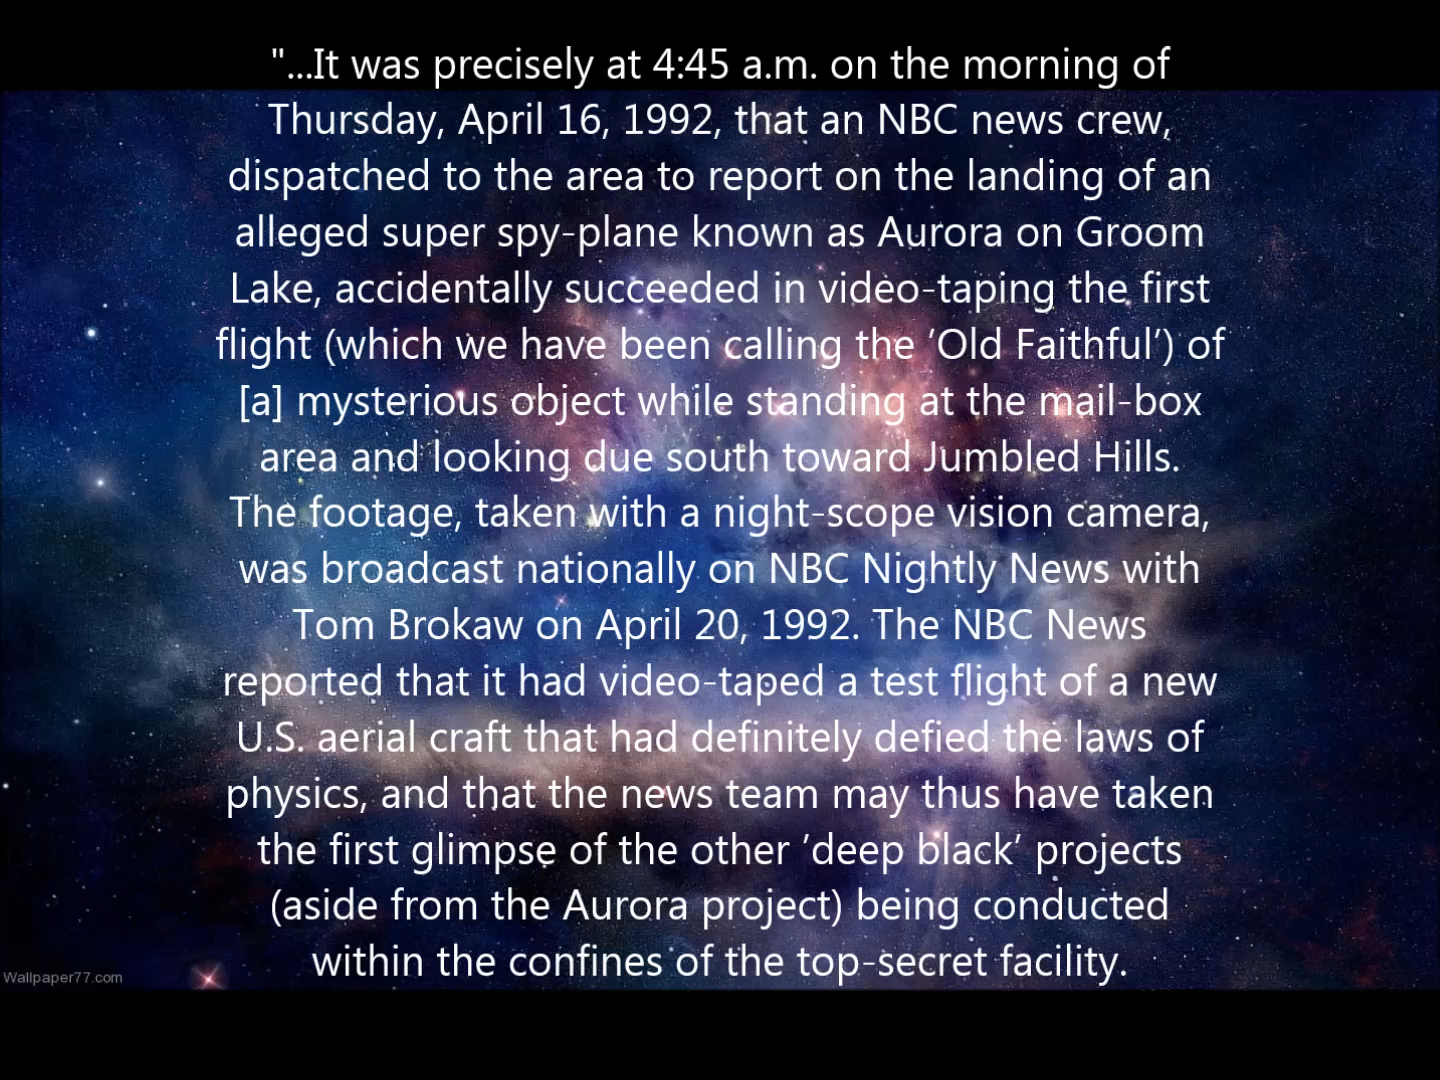 "...It was precisely at 4:45 a.m. on the morning of
Thursday, April 16, 1992, that an NBC news crew,
dispatched to the area to report on the landing of an
alleged super spy-plane known as Aurora on Groom
Lake, accidentally succeeded in video-taping the first
flight (which we have been calling the ’Old Faithful’) of
[a] mysterious object while standing at the mail-box
area and looking due south toward Jumbled Hills.
The footage, taken with a night-scope vision camera,
was broadcast nationally on NBC Nightly News with
Tom Brokaw on April 20, 1992. The NBC News
reported that it had video-taped a test flight of a new
U.S. aerial craft that had definitely defied the laws of
physics, and that the news team may thus have taken
the first glimpse of the other ’deep black’ projects
(aside from the Aurora project) being conducted
within the confines of the top-secret facility.
Wallpaper77.com